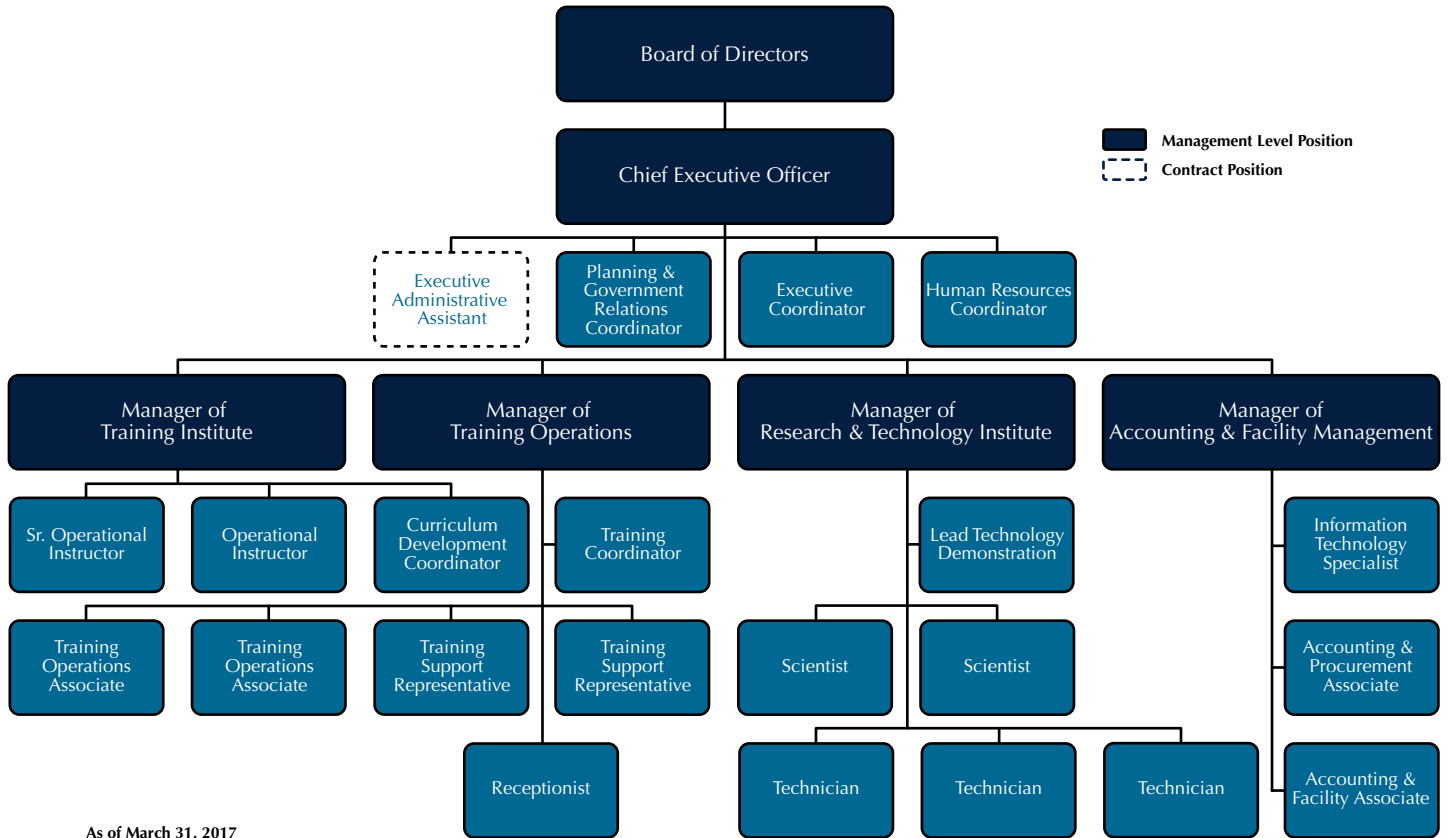 Board of Directors
Chief Executive Officer
Management Level Position
Contract Position
Executive
Administrative
Assistant
Planning &
Government
Relations
Coordinator
Executive
Coordinator
Human Resources
Coordinator
Manager of
Training Institute
Manager of
Training Operations
Manager of
Research & Technology Institute
Manager of
Accounting & Facility Management
Sr. Operational
Instructor
Operational
Instructor
Curriculum
Development
Coordinator
Training
Coordinator
Lead Technology
Demonstration
Information
Technology
Specialist
Training
Operations
Associate
Training
Operations
Associate
Training
Support
Representative
Training
Support
Representative
Scientist
Scientist
Accounting &
Procurement
Associate
Receptionist
Technician
Technician
Technician
Accounting &
Facility Associate
As of March 31, 2017